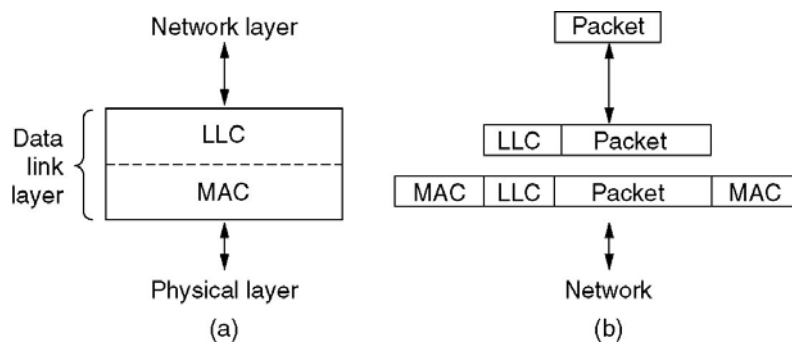 Network layer
Data
link
layer
LLC
MAC
Physical layer
(a)
Packet
LLC Packet
MAC LLC Packet MAC
Network
(b)